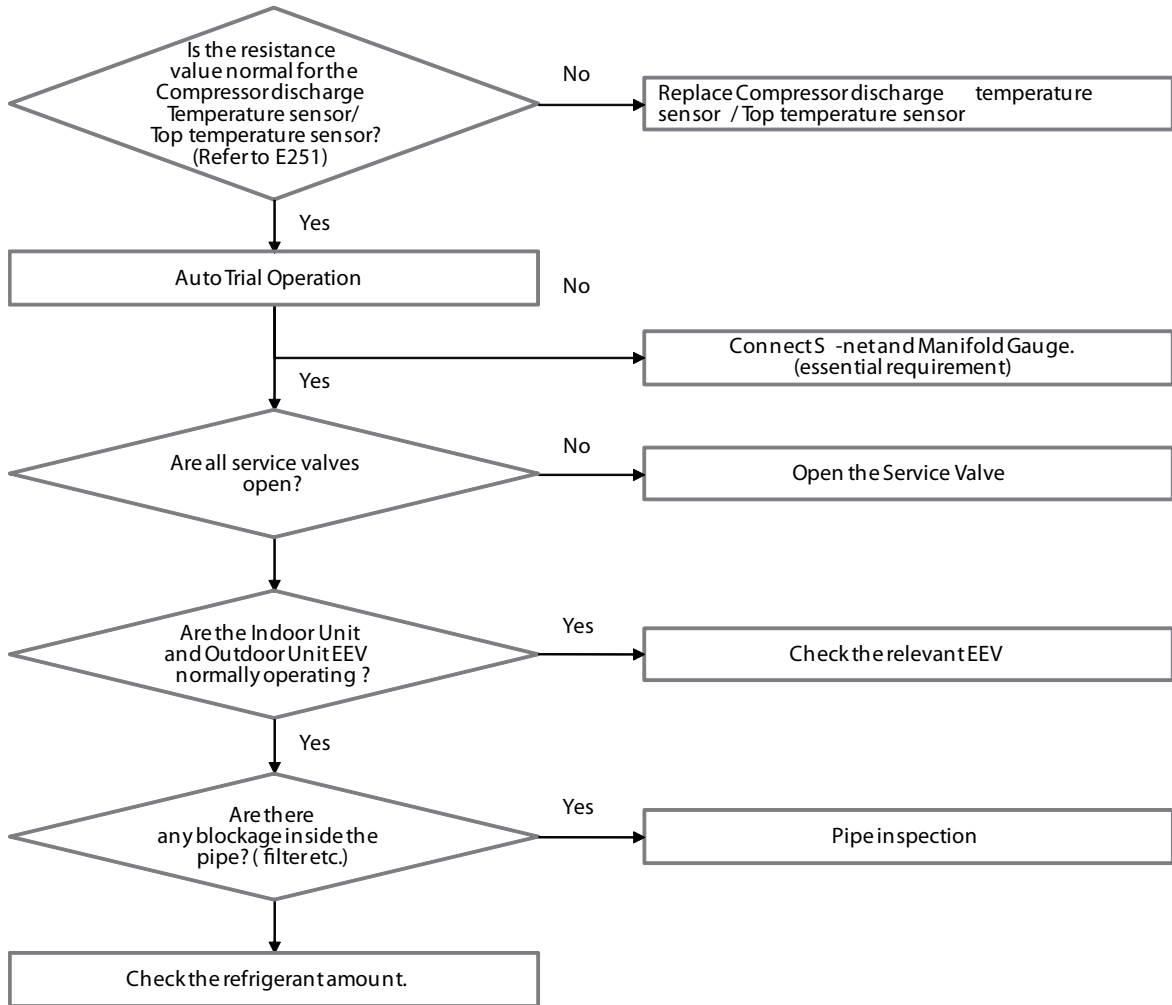 Is the resistance
value normal for the
Compressor discharge
Temperature sensor/
Top temperature sensor?
(Refer to E251)
No
Replace Compressor discharge temperature
sensor / Top temperature sensor
Yes
Auto Trial Operation
No
Connect S -net and Manifold Gauge.
(essential requirement)
Yes
Are all service valves
open?
No
Open the Service Valve
Are the Indoor Unit
and Outdoor Unit EEV
normally operating ?
Yes
Check the relevant EEV
Yes
Are there
any blockage inside the
pipe? ( filter etc.)
Yes
Pipe inspection
Check the refrigerant amount.